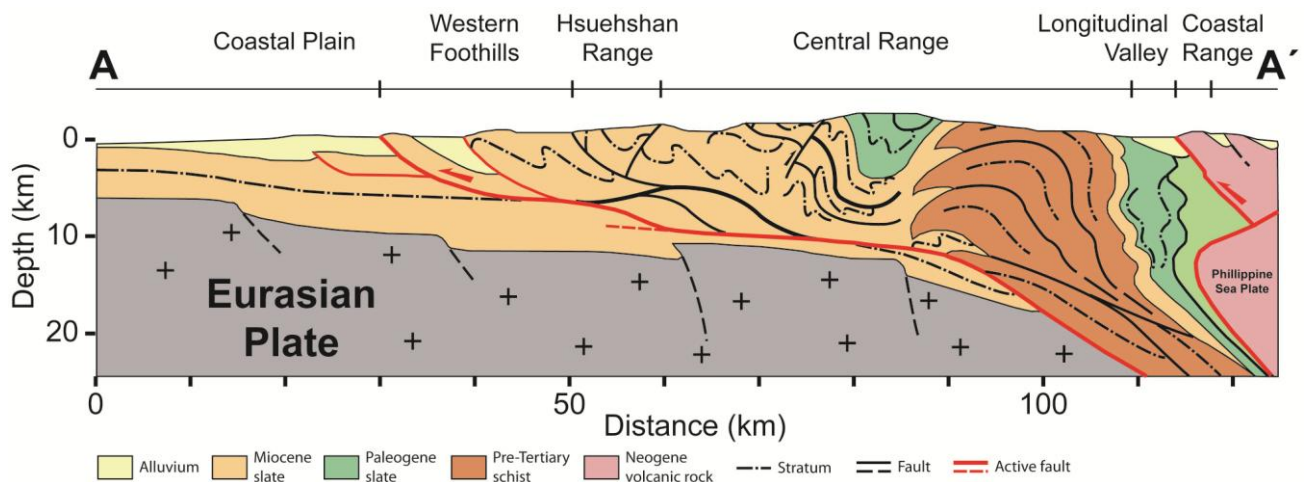 Coastal Plain
Western
Foothills
Hsuehshan
Range
Central Range
Longitudinal
Valley
Coastal
Range
A
A´
0
10
20
Depth (km)
Eurasian
Plate
Phillippine
Sea Plate
0
50
100
Distance (km)
Alluvium
Miocene
slate
Paleogene
slate
Pre-Tertiary
schist
Neogene
volcanic rock
Stratum
Fault
Active fault